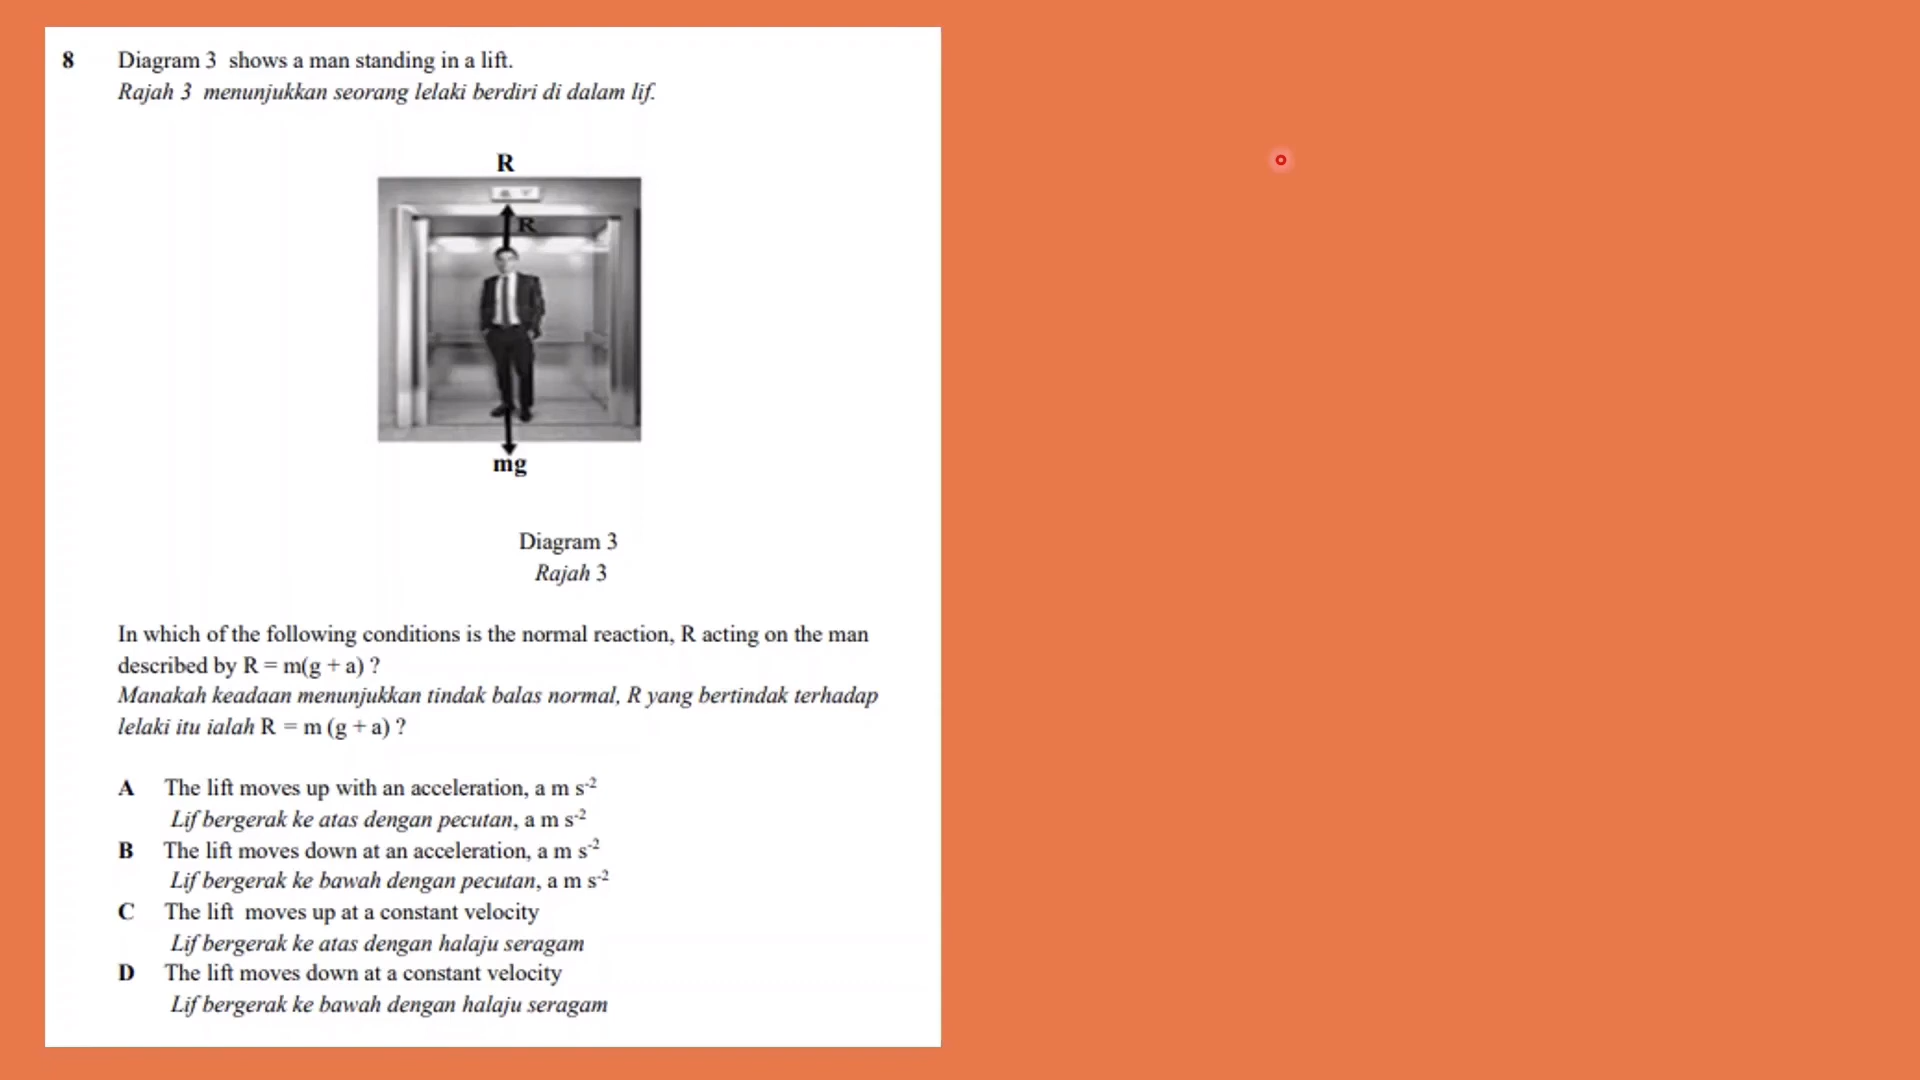 8 Diagram 3 shows a man standing in a lift.
Rajah 3 menunjukkan seorang lelaki berdiri di dalam lif.
R
R
mg
Diagram 3
Rajah 3
In which of the following conditions is the normal reaction, R acting on the man
described by R = m(g + a) ?
Manakah keadaan menunjukkan tindak balas normal, R yang bertindak terhadap
lelaki itu ialah R = m (g + a) ?
A The lift moves up with an acceleration, a m s⁻²
Lif bergerak ke atas dengan pecutan, a m s⁻²
B The lift moves down at an acceleration, a m s⁻²
Lif bergerak ke bawah dengan pecutan, a m s⁻²
C The lift moves up at a constant velocity
Lif bergerak ke atas dengan halaju seragam
D The lift moves down at a constant velocity
Lif bergerak ke bawah dengan halaju seragam